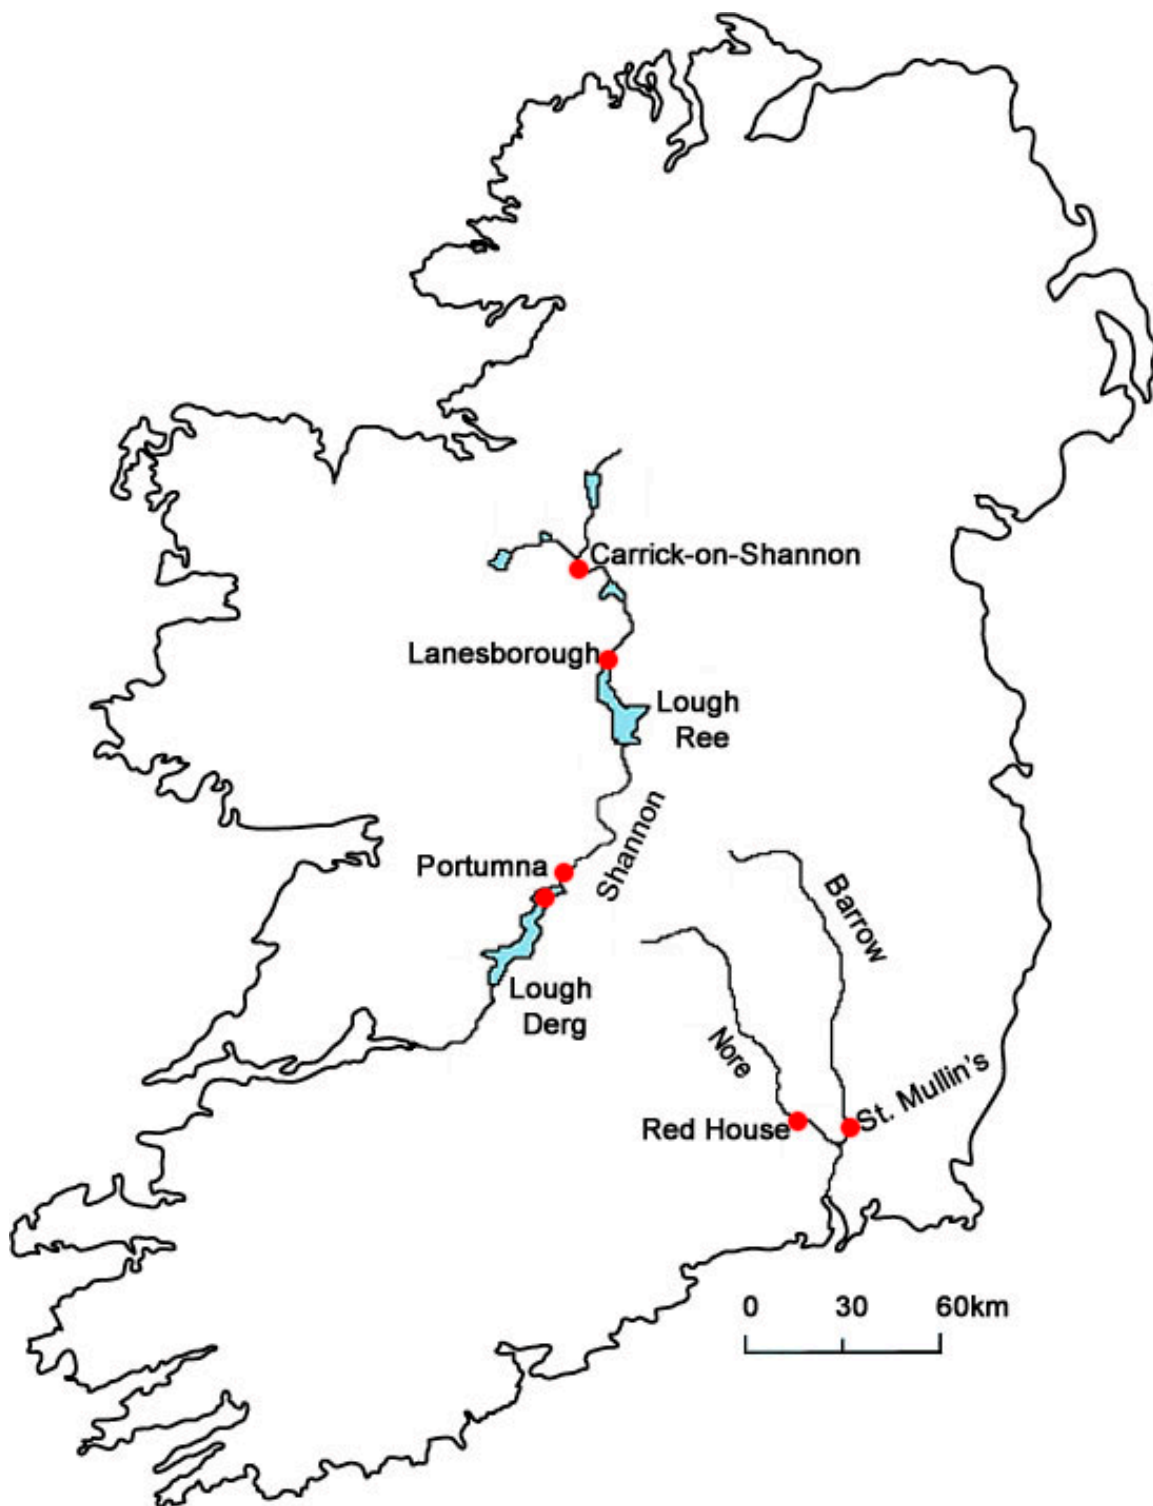 Carrick-on-Shannon
Lanesborough
Lough
Ree
Shannon
Portumna
Barrow
Lough
Derg
Nore
St. Mullin's
Red House
0 30 60km